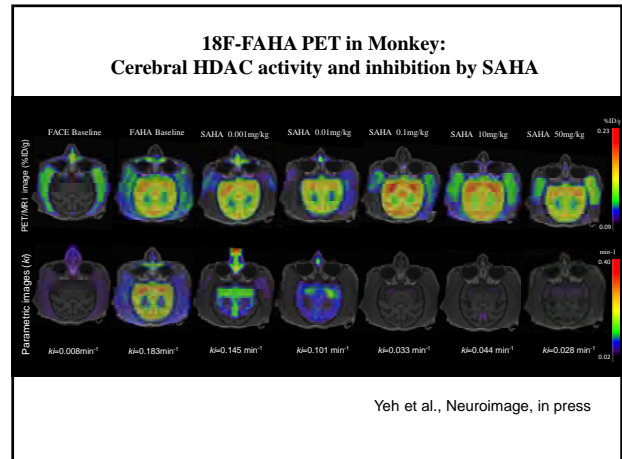 18F-FAHA PET in Monkey:
Cerebral HDAC activity and inhibition by SAHA
%ID/g
FACE Baseline FAHA Baseline SAHA 0.001mg/kg SAHA 0.01mg/kg SAHA 0.1mg/kg SAHA 10mg/kg SAHA 50mg/kg
0.23
PET/MRI image (%ID/g)
0.09
min-1
0.40
Parametric images (ki)
0.02
ki=0.008min-1 ki=0.183min-1 ki=0.145 min-1 ki=0.101 min-1 ki=0.033 min-1 ki=0.044 min-1 ki=0.028 min-1
Yeh et al., Neuroimage, in press